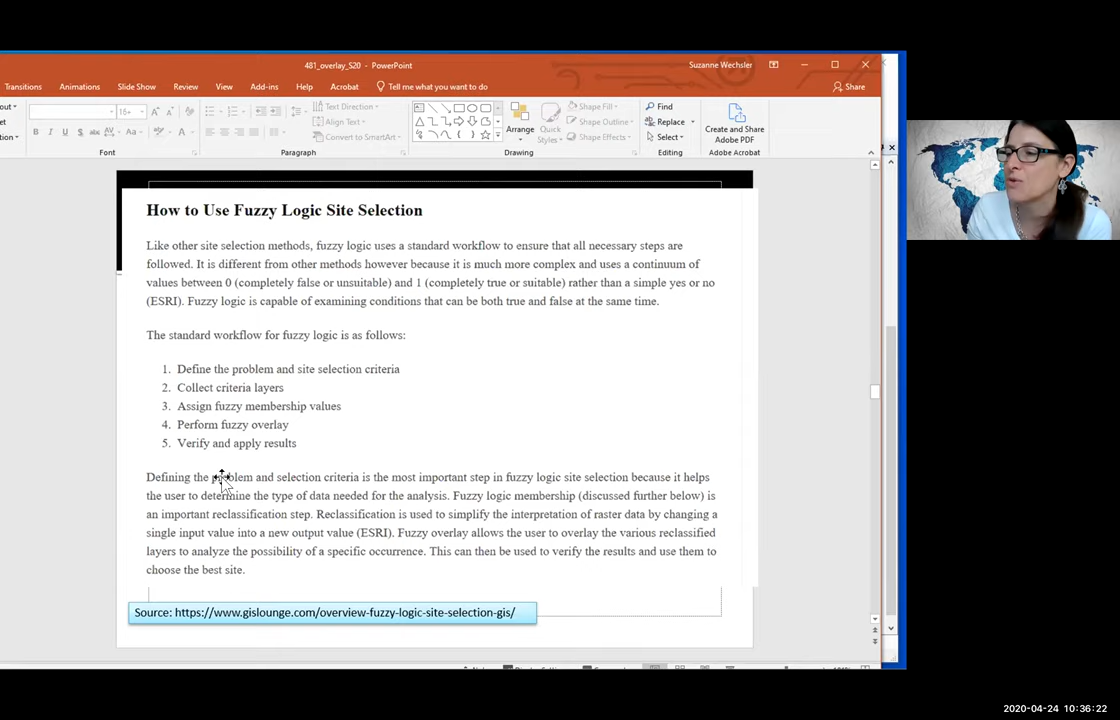 481_overlay_S20 - PowerPoint
Suzanne Wechsler
Transitions Animations Slide Show Review View Add-ins Help Acrobat Tell me what you want to do Share
Text Direction
Align Text
Convert to SmartArt
Arrange
Quick
Styles
Shape Fill
Shape Outline
Shape Effects
Find
Replace
Select
Create and Share
Adobe PDF
Font Paragraph Drawing Editing Adobe Acrobat
How to Use Fuzzy Logic Site Selection
Like other site selection methods, fuzzy logic uses a standard workflow to ensure that all necessary steps are
followed. It is different from other methods however because it is much more complex and uses a continuum of
values between 0 (completely false or unsuitable) and 1 (completely true or suitable) rather than a simple yes or no
(ESRI). Fuzzy logic is capable of examining conditions that can be both true and false at the same time.
The standard workflow for fuzzy logic is as follows:
1. Define the problem and site selection criteria
2. Collect criteria layers
3. Assign fuzzy membership values
4. Perform fuzzy overlay
5. Verify and apply results
Defining the problem and selection criteria is the most important step in fuzzy logic site selection because it helps
the user to determine the type of data needed for the analysis. Fuzzy logic membership (discussed further below) is
an important reclassification step. Reclassification is used to simplify the interpretation of raster data by changing a
single input value into a new output value (ESRI). Fuzzy overlay allows the user to overlay the various reclassified
layers to analyze the possibility of a specific occurrence. This can then be used to verify the results and use them to
choose the best site.
Source: https://www.gislounge.com/overview-fuzzy-logic-site-selection-gis/
2020-04-24 10:36:22